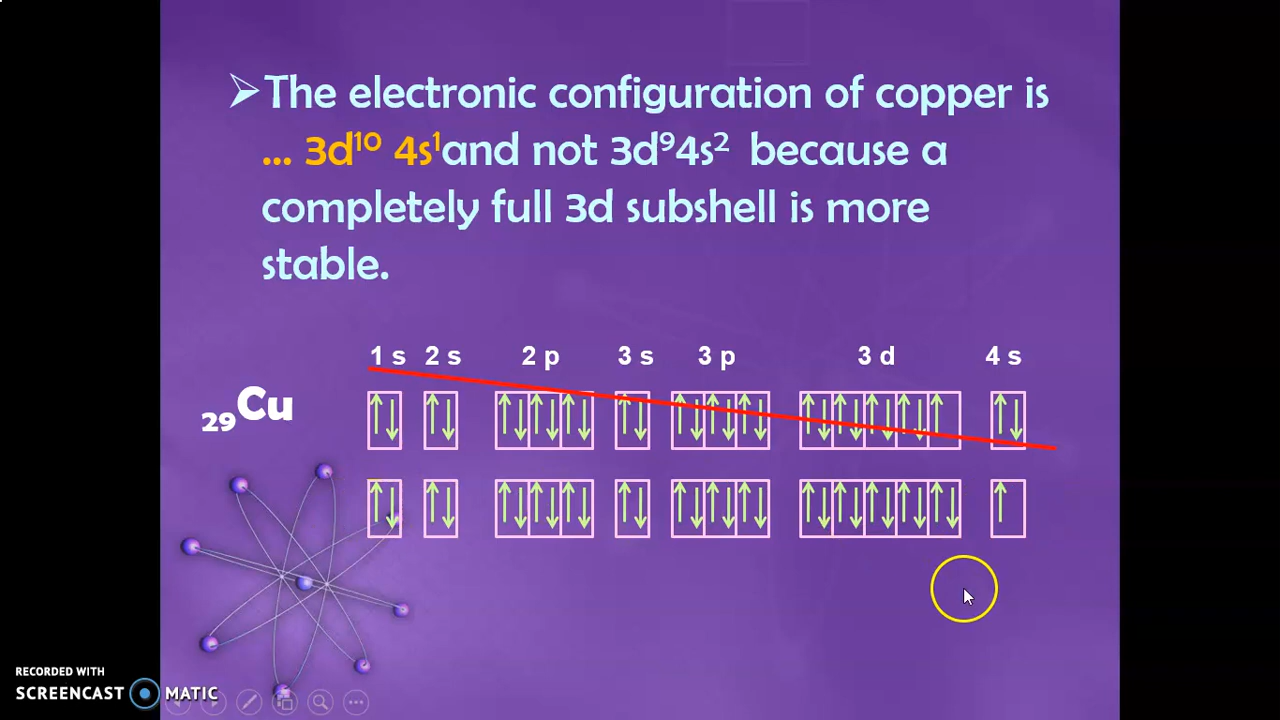 ➢The electronic configuration of copper is
... 3d¹⁰ 4s¹and not 3d⁹4s² because a
completely full 3d subshell is more
stable.
1 s 2 s 2 p 3 s 3 p 3 d 4 s
₂₉Cu
RECORDED WITH
SCREENCAST MATIC